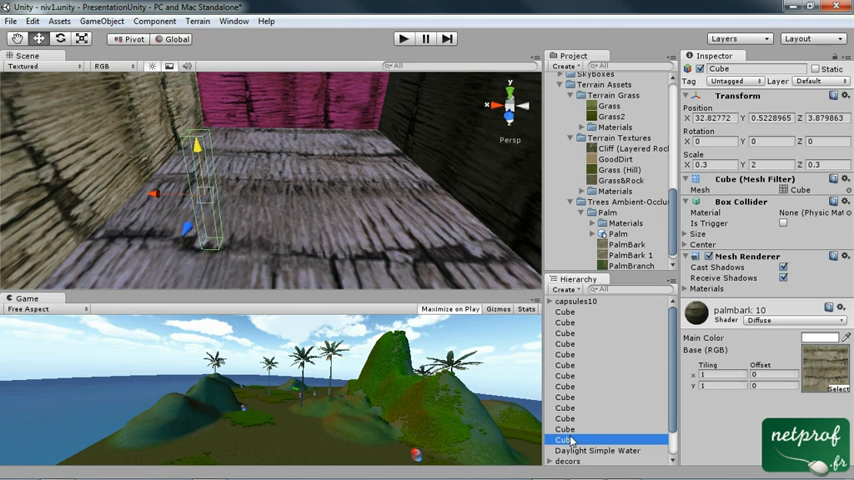 Unity - niv1.unity - PresentationUnity - PC and Mac Standalone*
File Edit Assets GameObject Component Terrain Window Help
Pivot Global Layers Layout
Scene
Textured RGB All
y
x
Persp
Game
Free Aspect Maximize on Play Gizmos Stats
Project
Create All
Skyboxes
Terrain Assets
Terrain Grass
Grass
Grass2
Materials
Terrain Textures
Cliff (Layered Roc
GoodDirt
Grass (Hill)
Grass&Rock
Materials
Trees Ambient-Occlu
Palm
Materials
Palm
PalmBark
PalmBark 1
PalmBranch
Hierarchy
Create All
capsules10
Cube
Cube
Cube
Cube
Cube
Cube
Cube
Cube
Cube
Cube
Cube
Cube
Cube
Daylight Simple Water
decors
Inspector
Cube Static
Tag Untagged Layer Default
Transform
Position
X 32.82772 Y 0.5228965 Z 3.879863
Rotation
X 0 Y 0 Z 0
Scale
X 0.3 Y 2 Z 0.3
Cube (Mesh Filter)
Mesh Cube
Box Collider
Material None (Physic Mat
Is Trigger
Size
Center
Mesh Renderer
Cast Shadows
Receive Shadows
Materials
palmbark: 10
Shader Diffuse
Main Color
Base (RGB)
Tiling Offset
x 1 0
y 1 0
Select
netprof
.fr